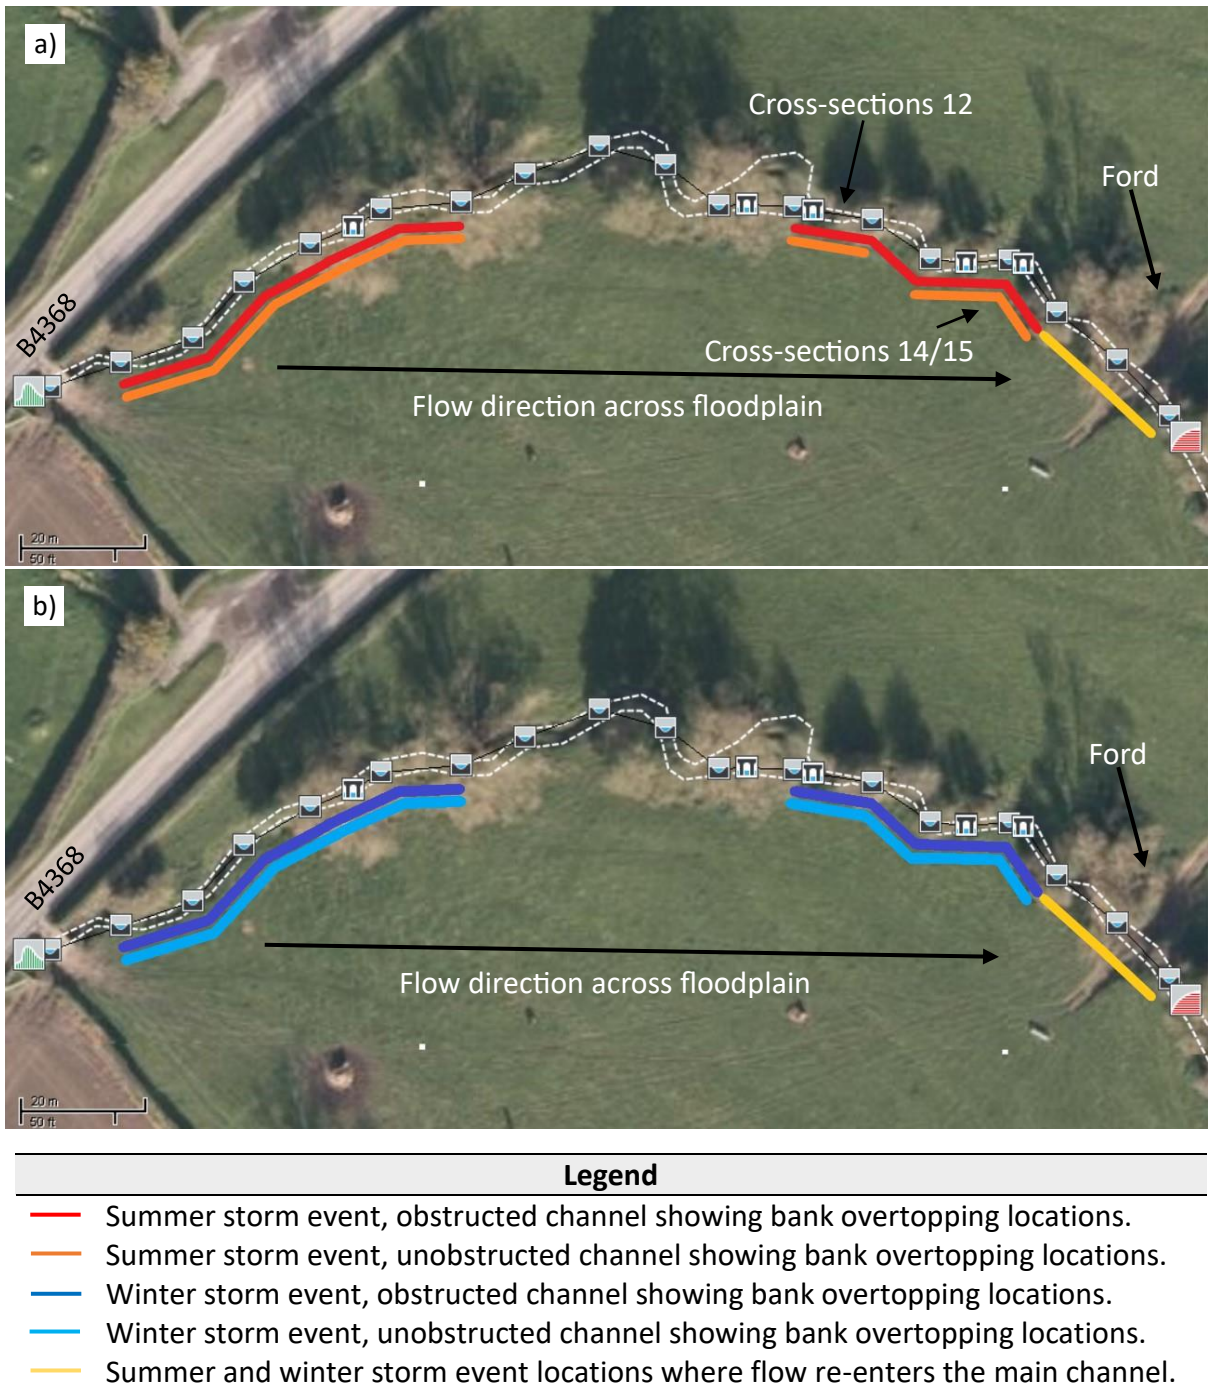 a)
Cross-sections 12
Ford
B4368
Cross-sections 14/15
Flow direction across floodplain
20 m
50 ft
b)
Ford
B4368
Flow direction across floodplain
20 m
50 ft
Legend
Summer storm event, obstructed channel showing bank overtopping locations.
Summer storm event, unobstructed channel showing bank overtopping locations.
Winter storm event, obstructed channel showing bank overtopping locations.
Winter storm event, unobstructed channel showing bank overtopping locations.
Summer and winter storm event locations where flow re-enters the main channel.